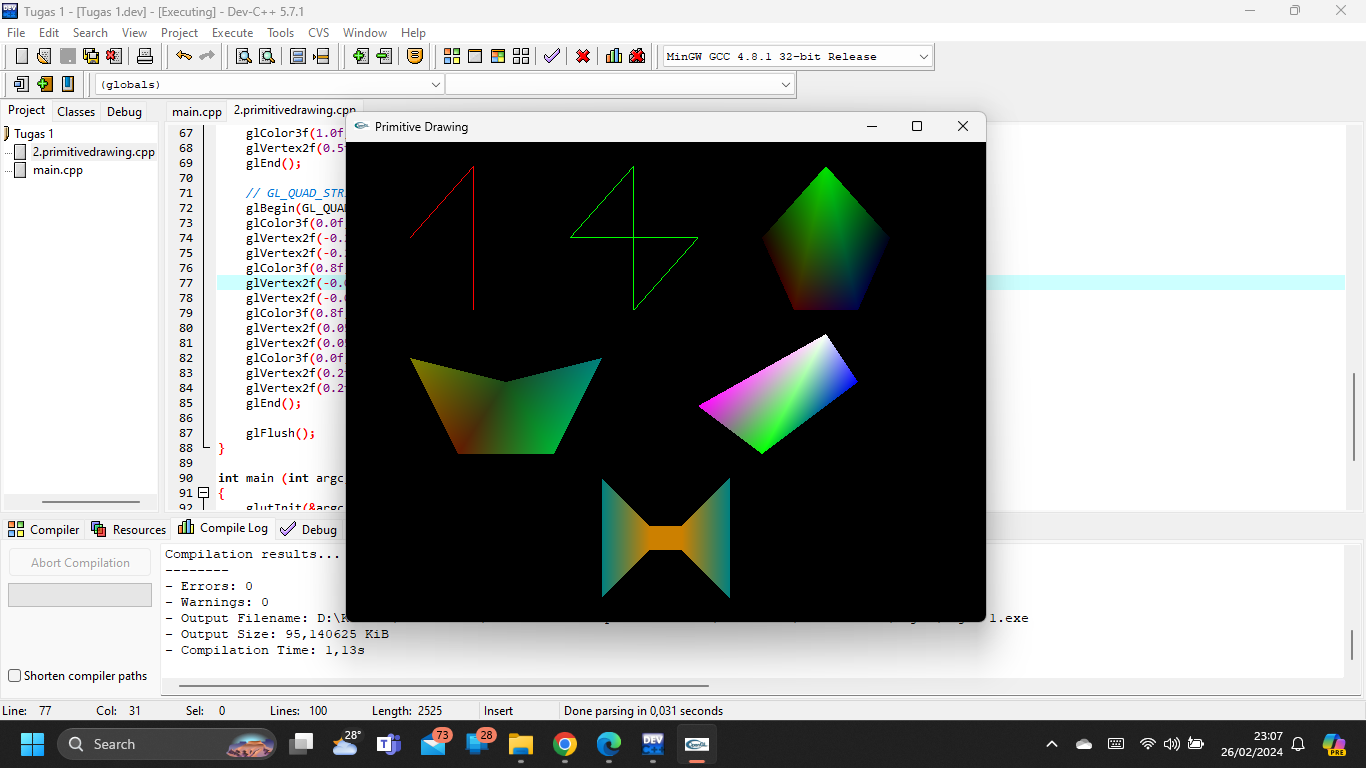 Tugas 1 - [Tugas 1.dev] - [Executing] - Dev-C++ 5.7.1
File Edit Search View Project Execute Tools CVS Window Help
MinGW GCC 4.8.1 32-bit Release
(globals)
Project Classes Debug
main.cpp 2.primitivedrawing.cpp
Primitive Drawing
Tugas 1
2.primitivedrawing.cpp
main.cpp
67 glColor3f(1.0f
68 glVertex2f(0.5
69 glEnd();
70
71 // GL_QUAD_STR
72 glBegin(GL_QUA
73 glColor3f(0.0f
74 glVertex2f(-0.
75 glVertex2f(-0.
76 glColor3f(0.8f
77 glVertex2f(-0.
78 glVertex2f(-0.
79 glColor3f(0.8f
80 glVertex2f(0.0
81 glVertex2f(0.0
82 glColor3f(0.0f
83 glVertex2f(0.2
84 glVertex2f(0.2
85 glEnd();
86
87 glFlush();
88 }
89
90 int main (int argc
91 {
92 glutInit(&argc
Compiler Resources Compile Log Debug
Abort Compilation
Shorten compiler paths
Compilation results...
--------
- Errors: 0
- Warnings: 0
- Output Filename: D:\ 1.exe
- Output Size: 95,140625 KiB
- Compilation Time: 1,13s
Line: 77 Col: 31 Sel: 0 Lines: 100 Length: 2525 Insert Done parsing in 0,031 seconds
Search 28° 73 28 DEV OpenGL 23:07
26/02/2024 PRE